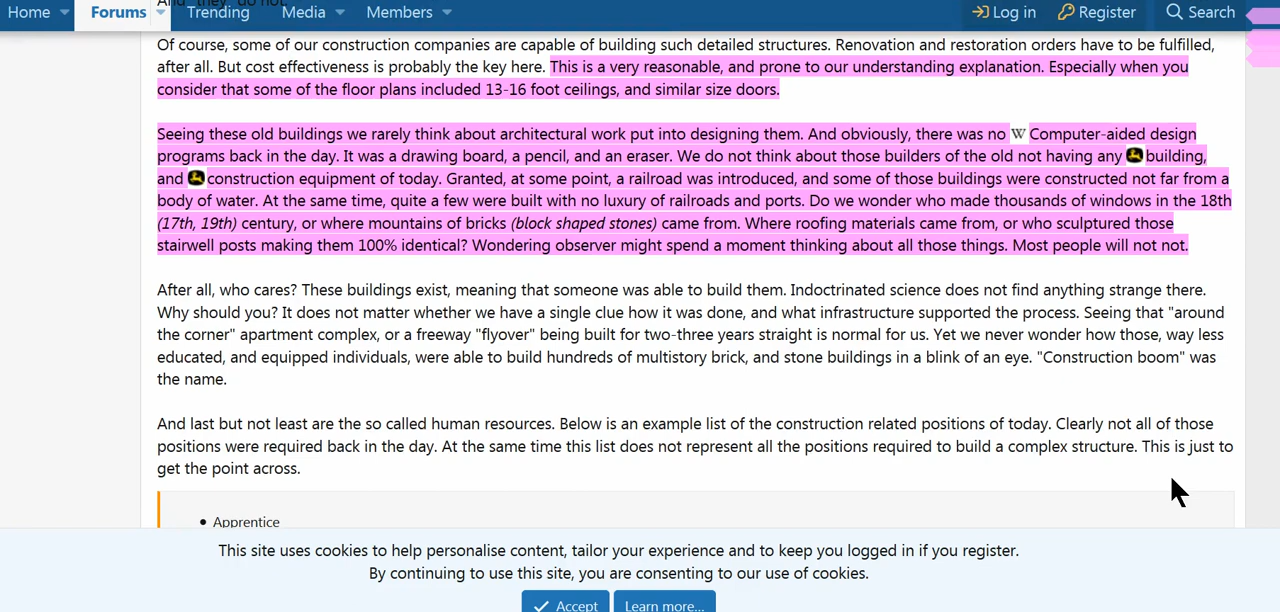 And "they" do not.
Home Forums Trending Media Members Log in Register Search
Of course, some of our construction companies are capable of building such detailed structures. Renovation and restoration orders have to be fulfilled,
after all. But cost effectiveness is probably the key here. This is a very reasonable, and prone to our understanding explanation. Especially when you
consider that some of the floor plans included 13-16 foot ceilings, and similar size doors.
Seeing these old buildings we rarely think about architectural work put into designing them. And obviously, there was no W Computer-aided design
programs back in the day. It was a drawing board, a pencil, and an eraser. We do not think about those builders of the old not having any building,
and construction equipment of today. Granted, at some point, a railroad was introduced, and some of those buildings were constructed not far from a
body of water. At the same time, quite a few were built with no luxury of railroads and ports. Do we wonder who made thousands of windows in the 18th
(17th, 19th) century, or where mountains of bricks (block shaped stones) came from. Where roofing materials came from, or who sculptured those
stairwell posts making them 100% identical? Wondering observer might spend a moment thinking about all those things. Most people will not not.
After all, who cares? These buildings exist, meaning that someone was able to build them. Indoctrinated science does not find anything strange there.
Why should you? It does not matter whether we have a single clue how it was done, and what infrastructure supported the process. Seeing that "around
the corner" apartment complex, or a freeway "flyover" being built for two-three years straight is normal for us. Yet we never wonder how those, way less
educated, and equipped individuals, were able to build hundreds of multistory brick, and stone buildings in a blink of an eye. "Construction boom" was
the name.
And last but not least are the so called human resources. Below is an example list of the construction related positions of today. Clearly not all of those
positions were required back in the day. At the same time this list does not represent all the positions required to build a complex structure. This is just to
get the point across.
• Apprentice
This site uses cookies to help personalise content, tailor your experience and to keep you logged in if you register.
By continuing to use this site, you are consenting to our use of cookies.
Accept Learn more...